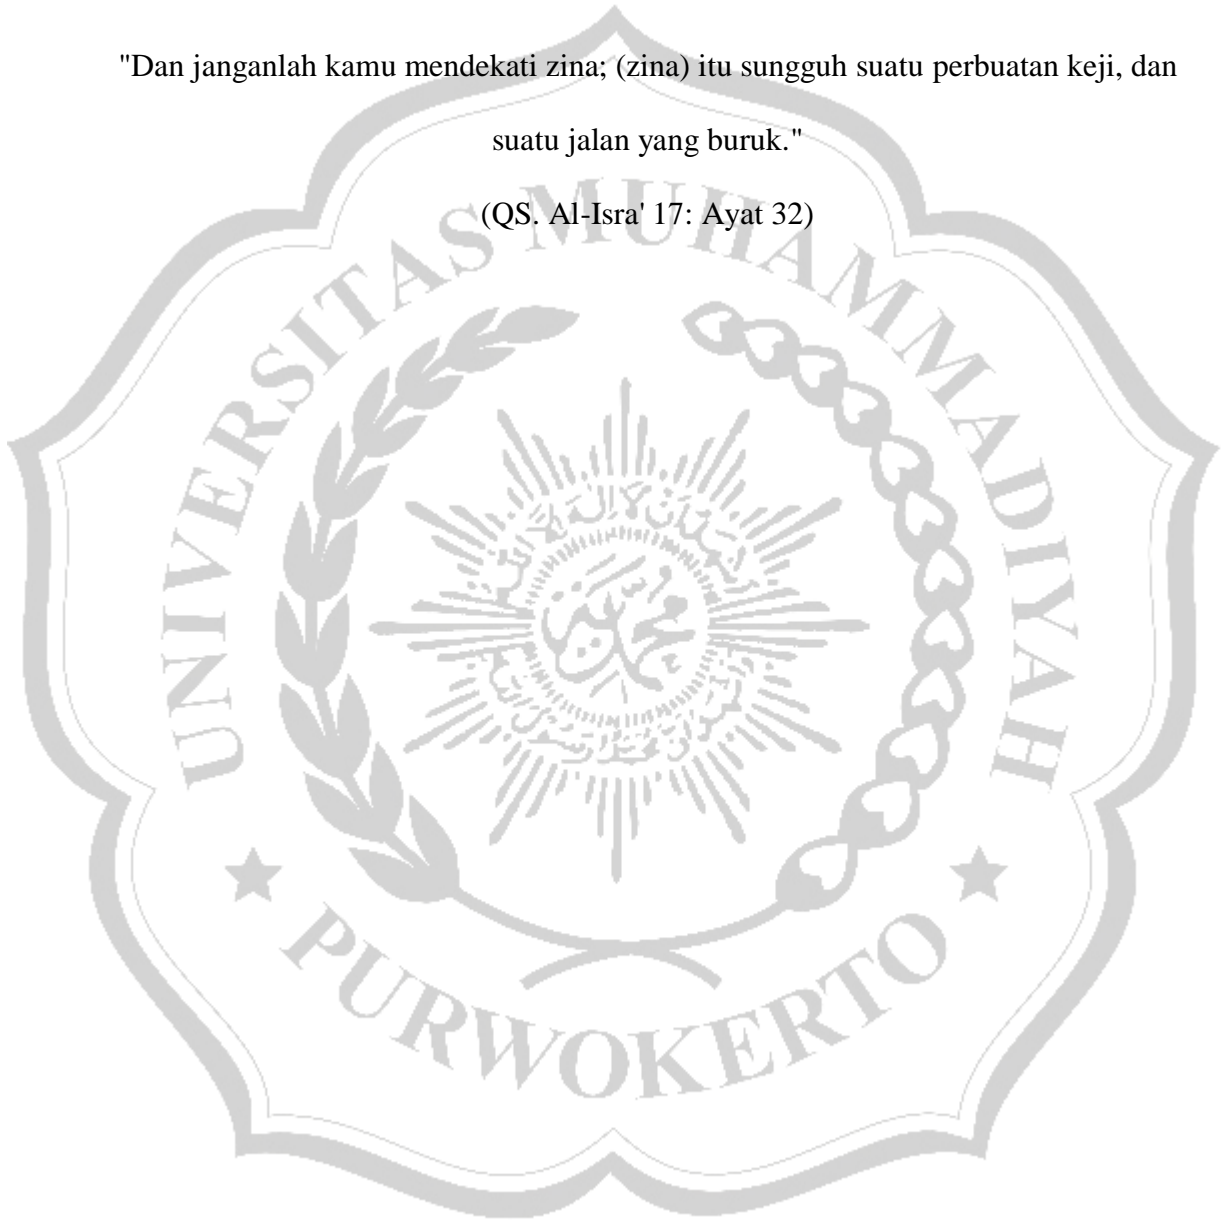 "Dan janganlah kamu mendekati zina; (zina) itu sungguh suatu perbuatan keji, dan
suatu jalan yang buruk."
(QS. Al-Isra' 17: Ayat 32)
UNIVERSITAS MUHAMMADIYAH
محمدية
PURWOKERTO